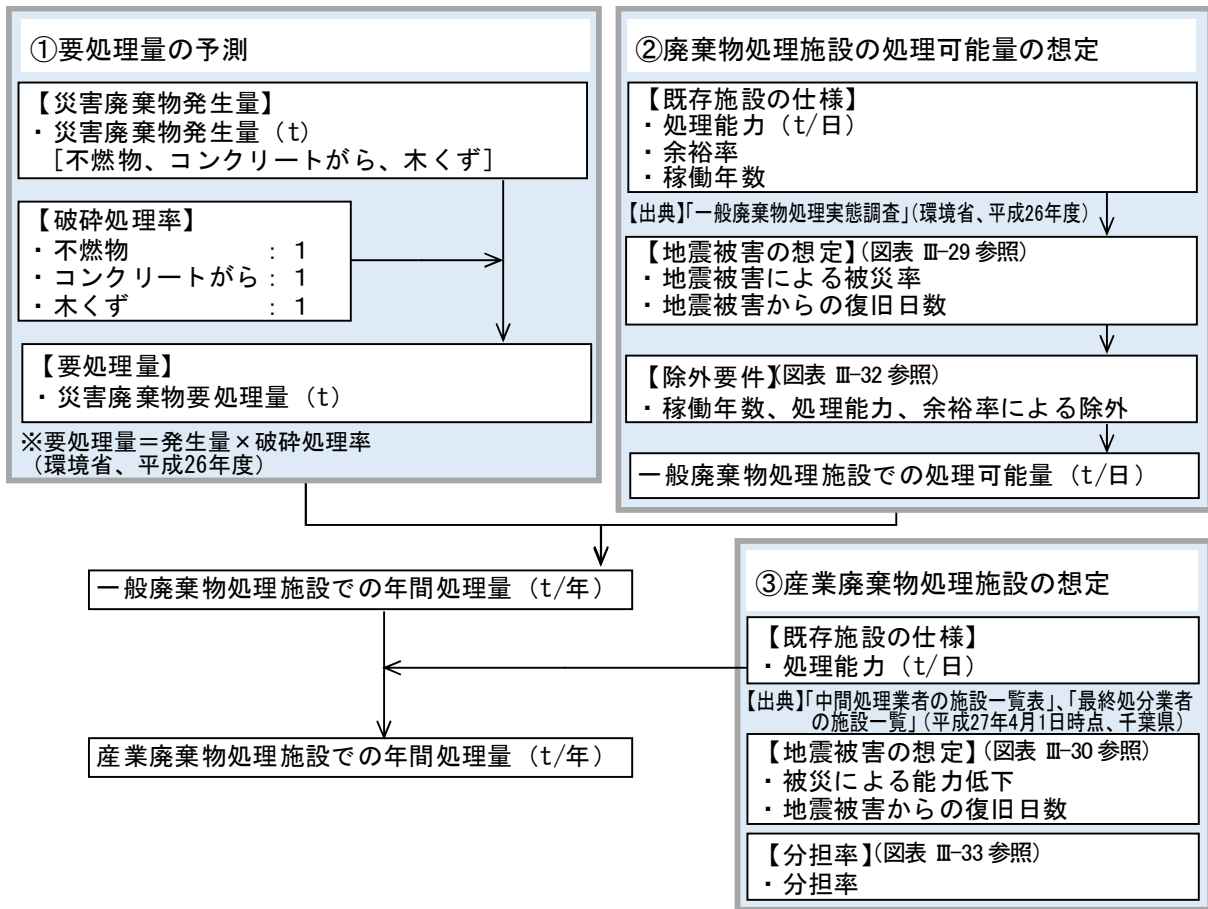 ①要処理量の予測
【災害廃棄物発生量】
・災害廃棄物発生量（t）
［不燃物、コンクリートがら、木くず］
【破砕処理率】
・不燃物　　　　　：１
・コンクリートがら：１
・木くず　　　　　：１
【要処理量】
・災害廃棄物要処理量（t）
※要処理量＝発生量×破砕処理率
（環境省、平成26年度）
②廃棄物処理施設の処理可能量の想定
【既存施設の仕様】
・処理能力（t/日）
・余裕率
・稼働年数
【出典】「一般廃棄物処理実態調査」（環境省、平成26年度）
【地震被害の想定】（図表 Ⅲ-29 参照）
・地震被害による被災率
・地震被害からの復旧日数
【除外要件】（図表 Ⅲ-32 参照）
・稼働年数、処理能力、余裕率による除外
一般廃棄物処理施設での処理可能量（t/日）
一般廃棄物処理施設での年間処理量（t/年）
産業廃棄物処理施設での年間処理量（t/年）
③産業廃棄物処理施設の想定
【既存施設の仕様】
・処理能力（t/日）
【出典】「中間処理業者の施設一覧表」、「最終処分業者
の施設一覧」（平成27年4月1日時点、千葉県）
【地震被害の想定】（図表 Ⅲ-30 参照）
・被災による能力低下
・地震被害からの復旧日数
【分担率】（図表 Ⅲ-33 参照）
・分担率